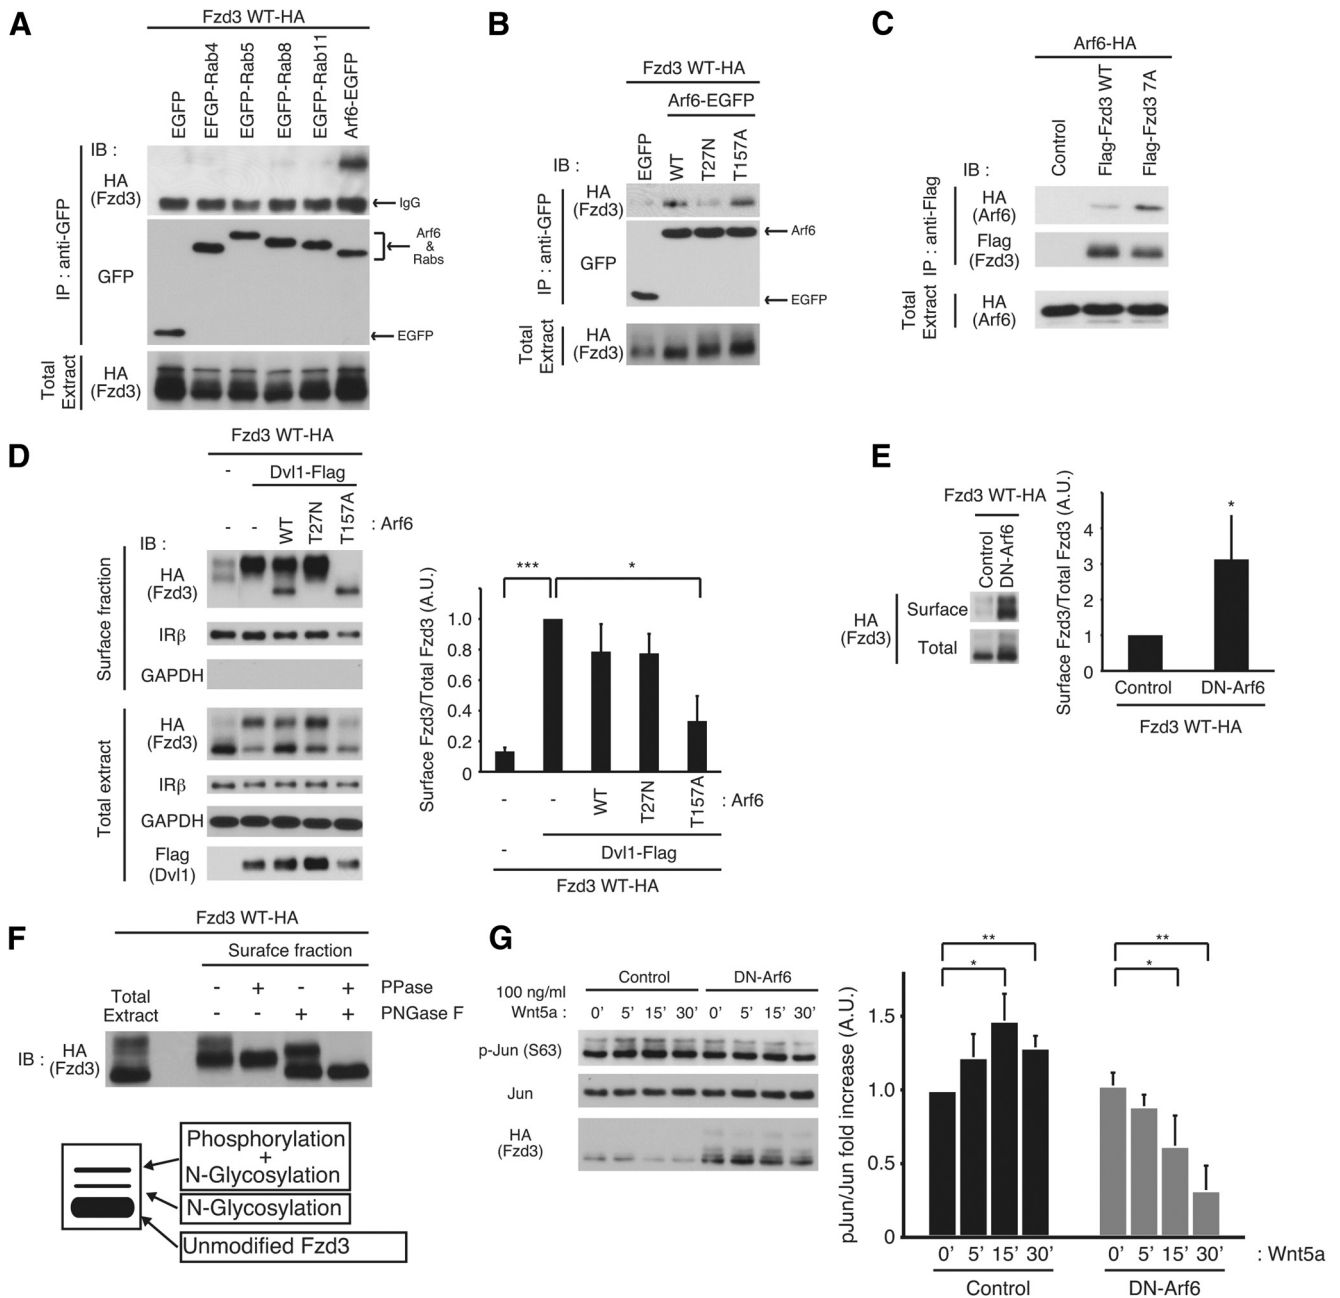 A
Fzd3 WT-HA
EGFP
EFGP-Rab4
EGFP-Rab5
EGFP-Rab8
EGFP-Rab11
Arf6-EGFP
IB :
HA
(Fzd3)
IgG
IP : anti-GFP
GFP
Arf6
&
Rabs
EGFP
Total
Extract
HA
(Fzd3)
B
Fzd3 WT-HA
Arf6-EGFP
EGFP
WT
T27N
T157A
IB :
HA
(Fzd3)
IP : anti-GFP
GFP
Arf6
EGFP
Total
Extract
HA
(Fzd3)
C
Arf6-HA
Control
Flag-Fzd3 WT
Flag-Fzd3 7A
IB :
IP : anti-Flag
HA
(Arf6)
Flag
(Fzd3)
Total
Extract
HA
(Arf6)
D
Fzd3 WT-HA
- Dvl1-Flag
- - WT T27N T157A : Arf6
IB :
Surface fraction
HA
(Fzd3)
IRβ
GAPDH
Total extract
HA
(Fzd3)
IRβ
GAPDH
Flag
(Dvl1)
Surface Fzd3/Total Fzd3 (A.U.)
*** *
1.0
0.8
0.6
0.4
0.2
0
- - WT T27N T157A : Arf6
- Dvl1-Flag
Fzd3 WT-HA
E
Fzd3 WT-HA
Control
DN-Arf6
HA
(Fzd3)
Surface
Total
Surface Fzd3/Total Fzd3 (A.U.)
*
4
3
2
1
0
Control DN-Arf6
Fzd3 WT-HA
F
Fzd3 WT-HA
Surafce fraction
Total
Extract
- + - + PPase
- - + + PNGase F
IB : HA
(Fzd3)
Phosphorylation
+
N-Glycosylation
N-Glycosylation
Unmodified Fzd3
G
Control DN-Arf6
100 ng/ml
Wnt5a : 0’ 5’ 15’ 30’ 0’ 5’ 15’ 30’
p-Jun (S63)
Jun
HA
(Fzd3)
pJun/Jun fold increase (A.U.)
** **
* *
1.5
1.0
0.5
0
0’ 5’ 15’ 30’ 0’ 5’ 15’ 30’ : Wnt5a
Control DN-Arf6